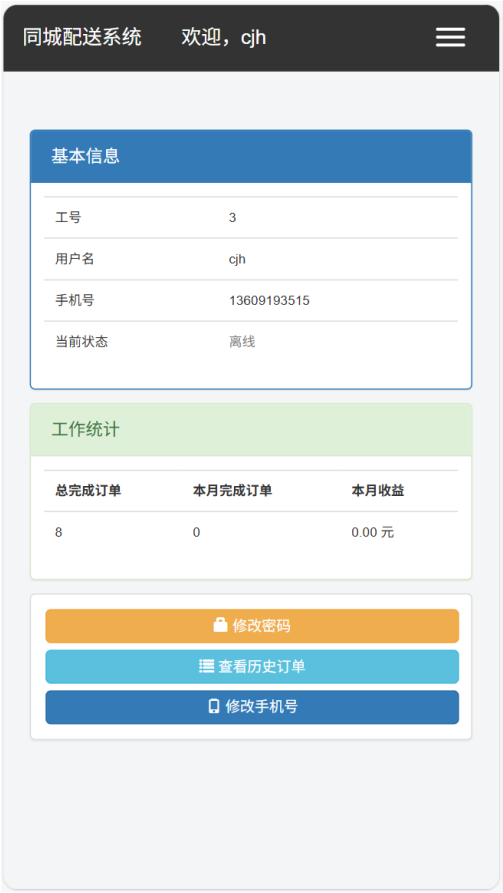 同城配送系统 欢迎，cjh
基本信息
工号 3
用户名 cjh
手机号 13609193515
当前状态 离线
工作统计
总完成订单 本月完成订单 本月收益
8 0 0.00 元
修改密码
查看历史订单
修改手机号